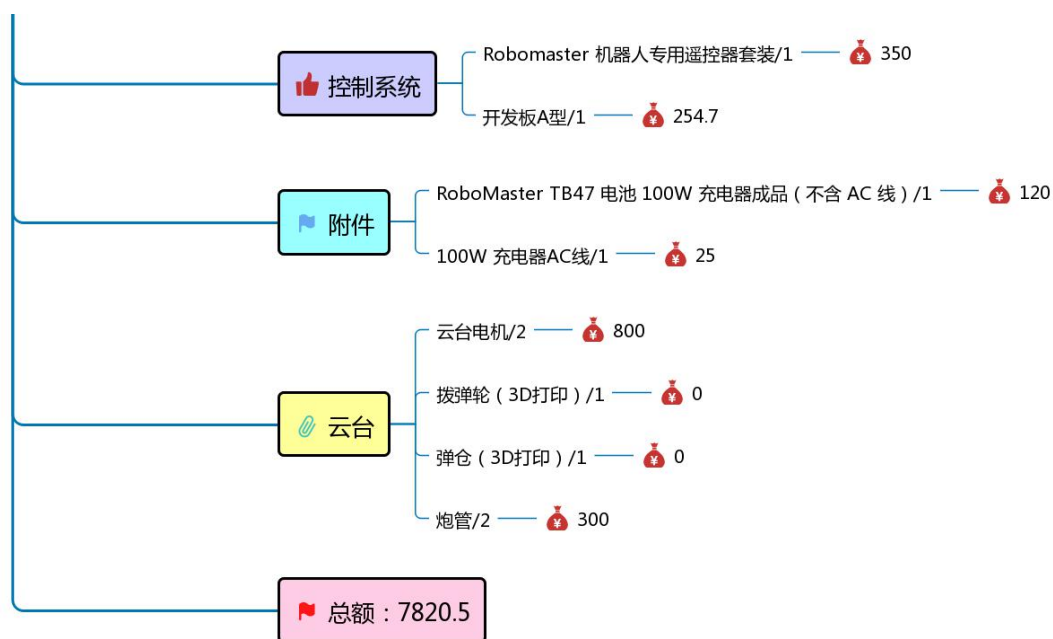 控制系统
Robomaster 机器人专用遥控器套装/1 ¥ 350
开发板A型/1 ¥ 254.7
附件
RoboMaster TB47 电池 100W 充电器成品（不含 AC 线）/1 ¥ 120
100W 充电器AC线/1 ¥ 25
云台
云台电机/2 ¥ 800
拨弹轮（3D打印）/1 ¥ 0
弹仓（3D打印）/1 ¥ 0
炮管/2 ¥ 300
总额：7820.5